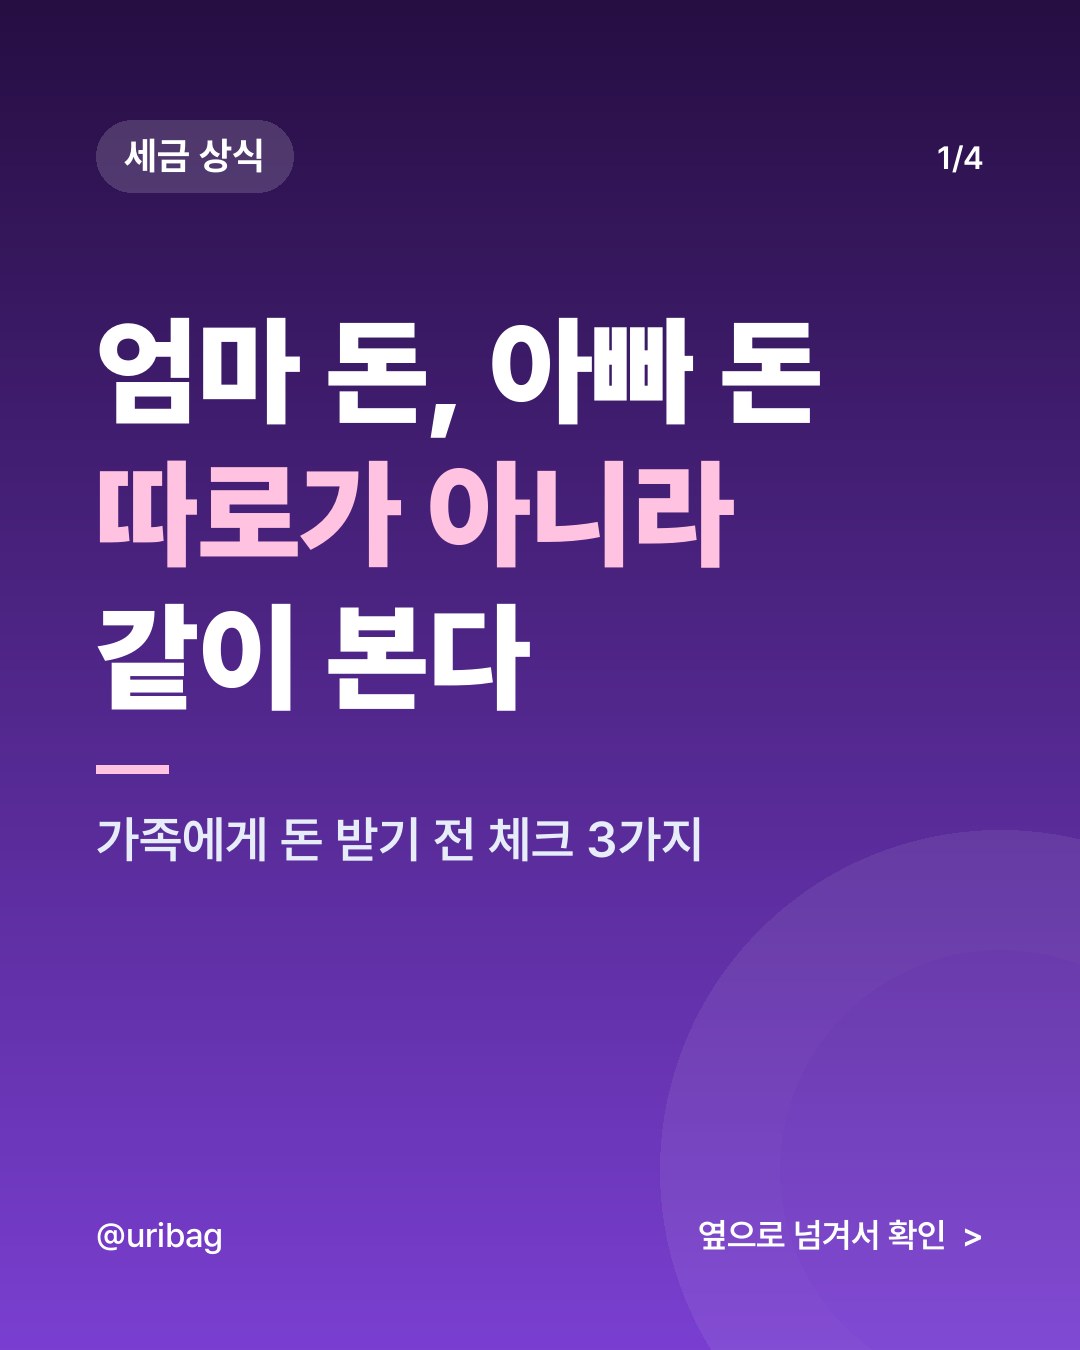 세금 상식
1/4
엄마 돈, 아빠 돈
따로가 아니라
같이 본다
가족에게 돈 받기 전 체크 3가지
@uribag
옆으로 넘겨서 확인 >